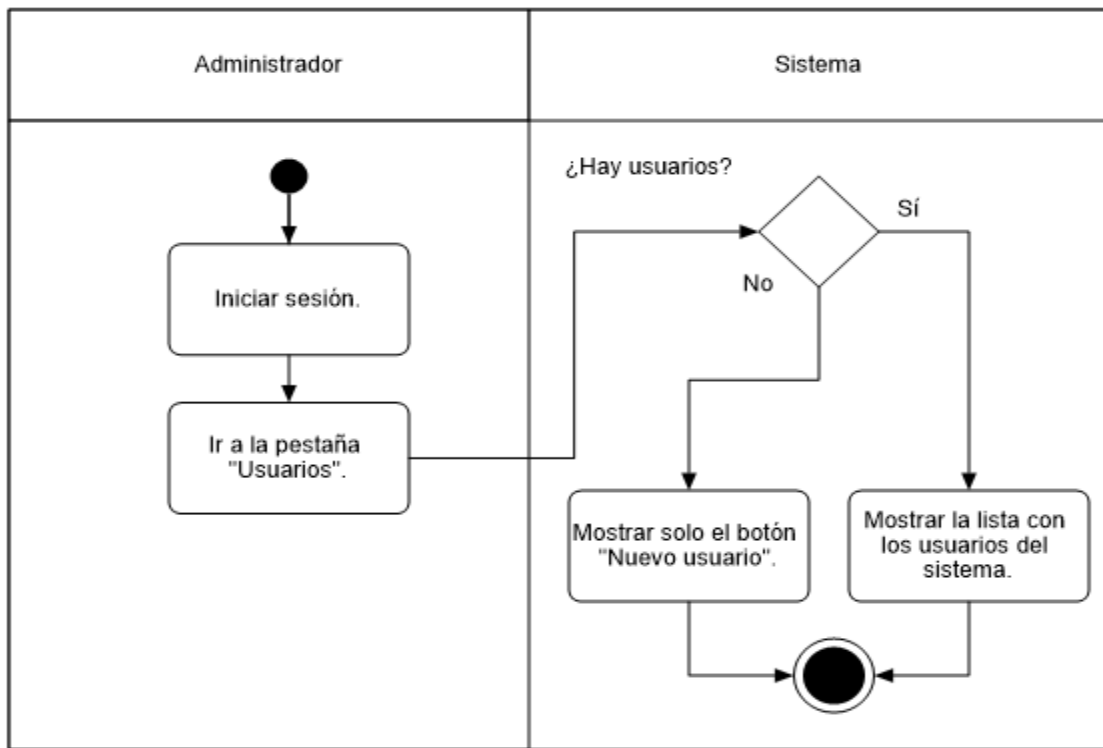 Administrador
Sistema
¿Hay usuarios?
Sí
No
Iniciar sesión.
Ir a la pestaña
"Usuarios".
Mostrar solo el botón
"Nuevo usuario".
Mostrar la lista con
los usuarios del
sistema.